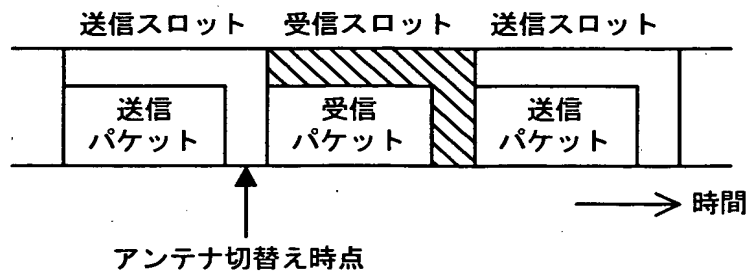 送信スロット 受信スロット 送信スロット
送信
パケット
受信
パケット
送信
パケット
時間
アンテナ切替え時点